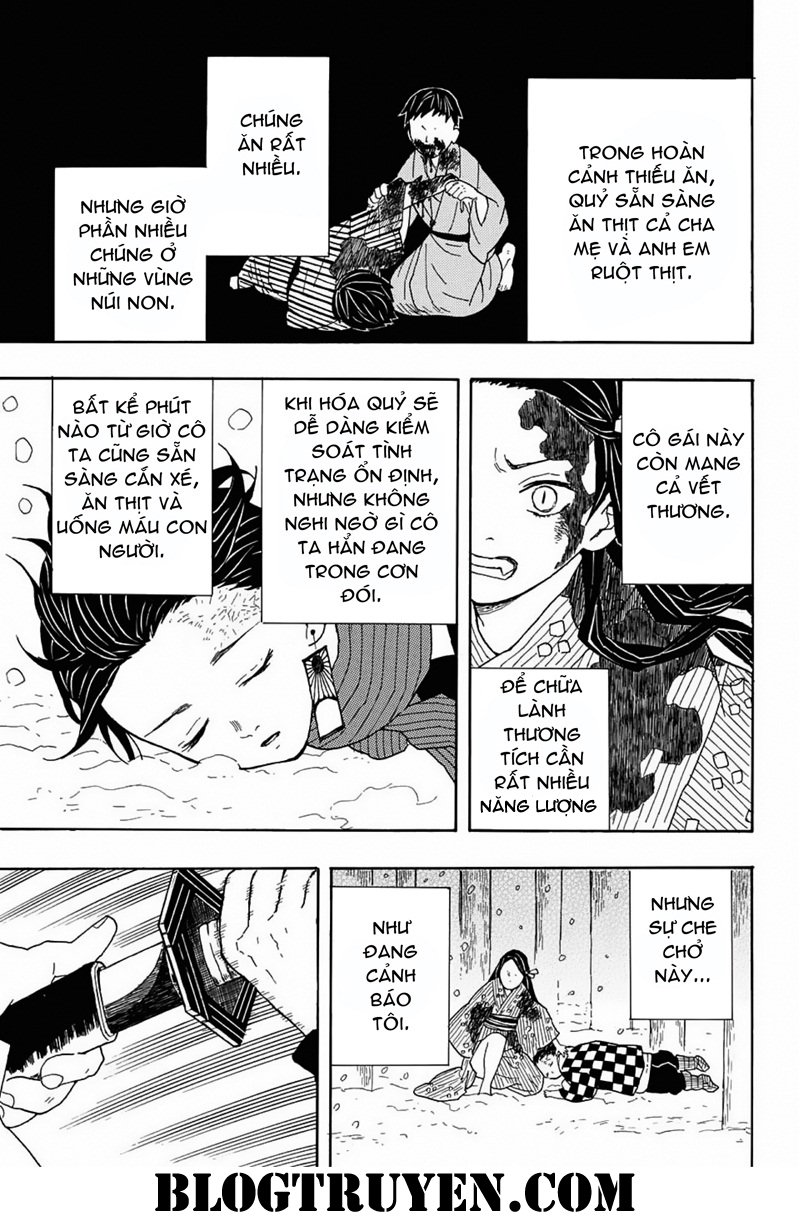 TRONG HOÀN
CẢNH THIẾU ĂN,
QUỶ SẴN SÀNG
ĂN THỊT CẢ CHA
MẸ VÀ ANH EM
RUỘT THỊT.
CHÚNG
ĂN RẤT
NHIỀU.
NHƯNG GIỜ
PHẦN NHIỀU
CHÚNG Ở
NHỮNG VÙNG
NÚI NON.
CÔ GÁI NÀY
CÒN MANG
CẢ VẾT
THƯƠNG.
ĐỂ CHỮA
LÀNH
THƯƠNG
TÍCH CẦN
RẤT NHIỀU
NĂNG LƯỢNG
KHI HÓA QUỶ SẼ
DỄ DÀNG KIỂM
SOÁT TÌNH
TRẠNG ỔN ĐỊNH,
NHƯNG KHÔNG
NGHI NGỜ GÌ CÔ
TA HẲN ĐANG
TRONG CƠN
ĐÓI.
BẤT KỂ PHÚT
NÀO TỪ GIỜ CÔ
TA CŨNG SẴN
SÀNG CẮN XÉ,
ĂN THỊT VÀ
UỐNG MÁU CON
NGƯỜI.
NHƯNG
SỰ CHE
CHỞ
NÀY...
NHƯ
ĐANG
CẢNH
BÁO
TÔI.
BLOGTRUYEN.COM